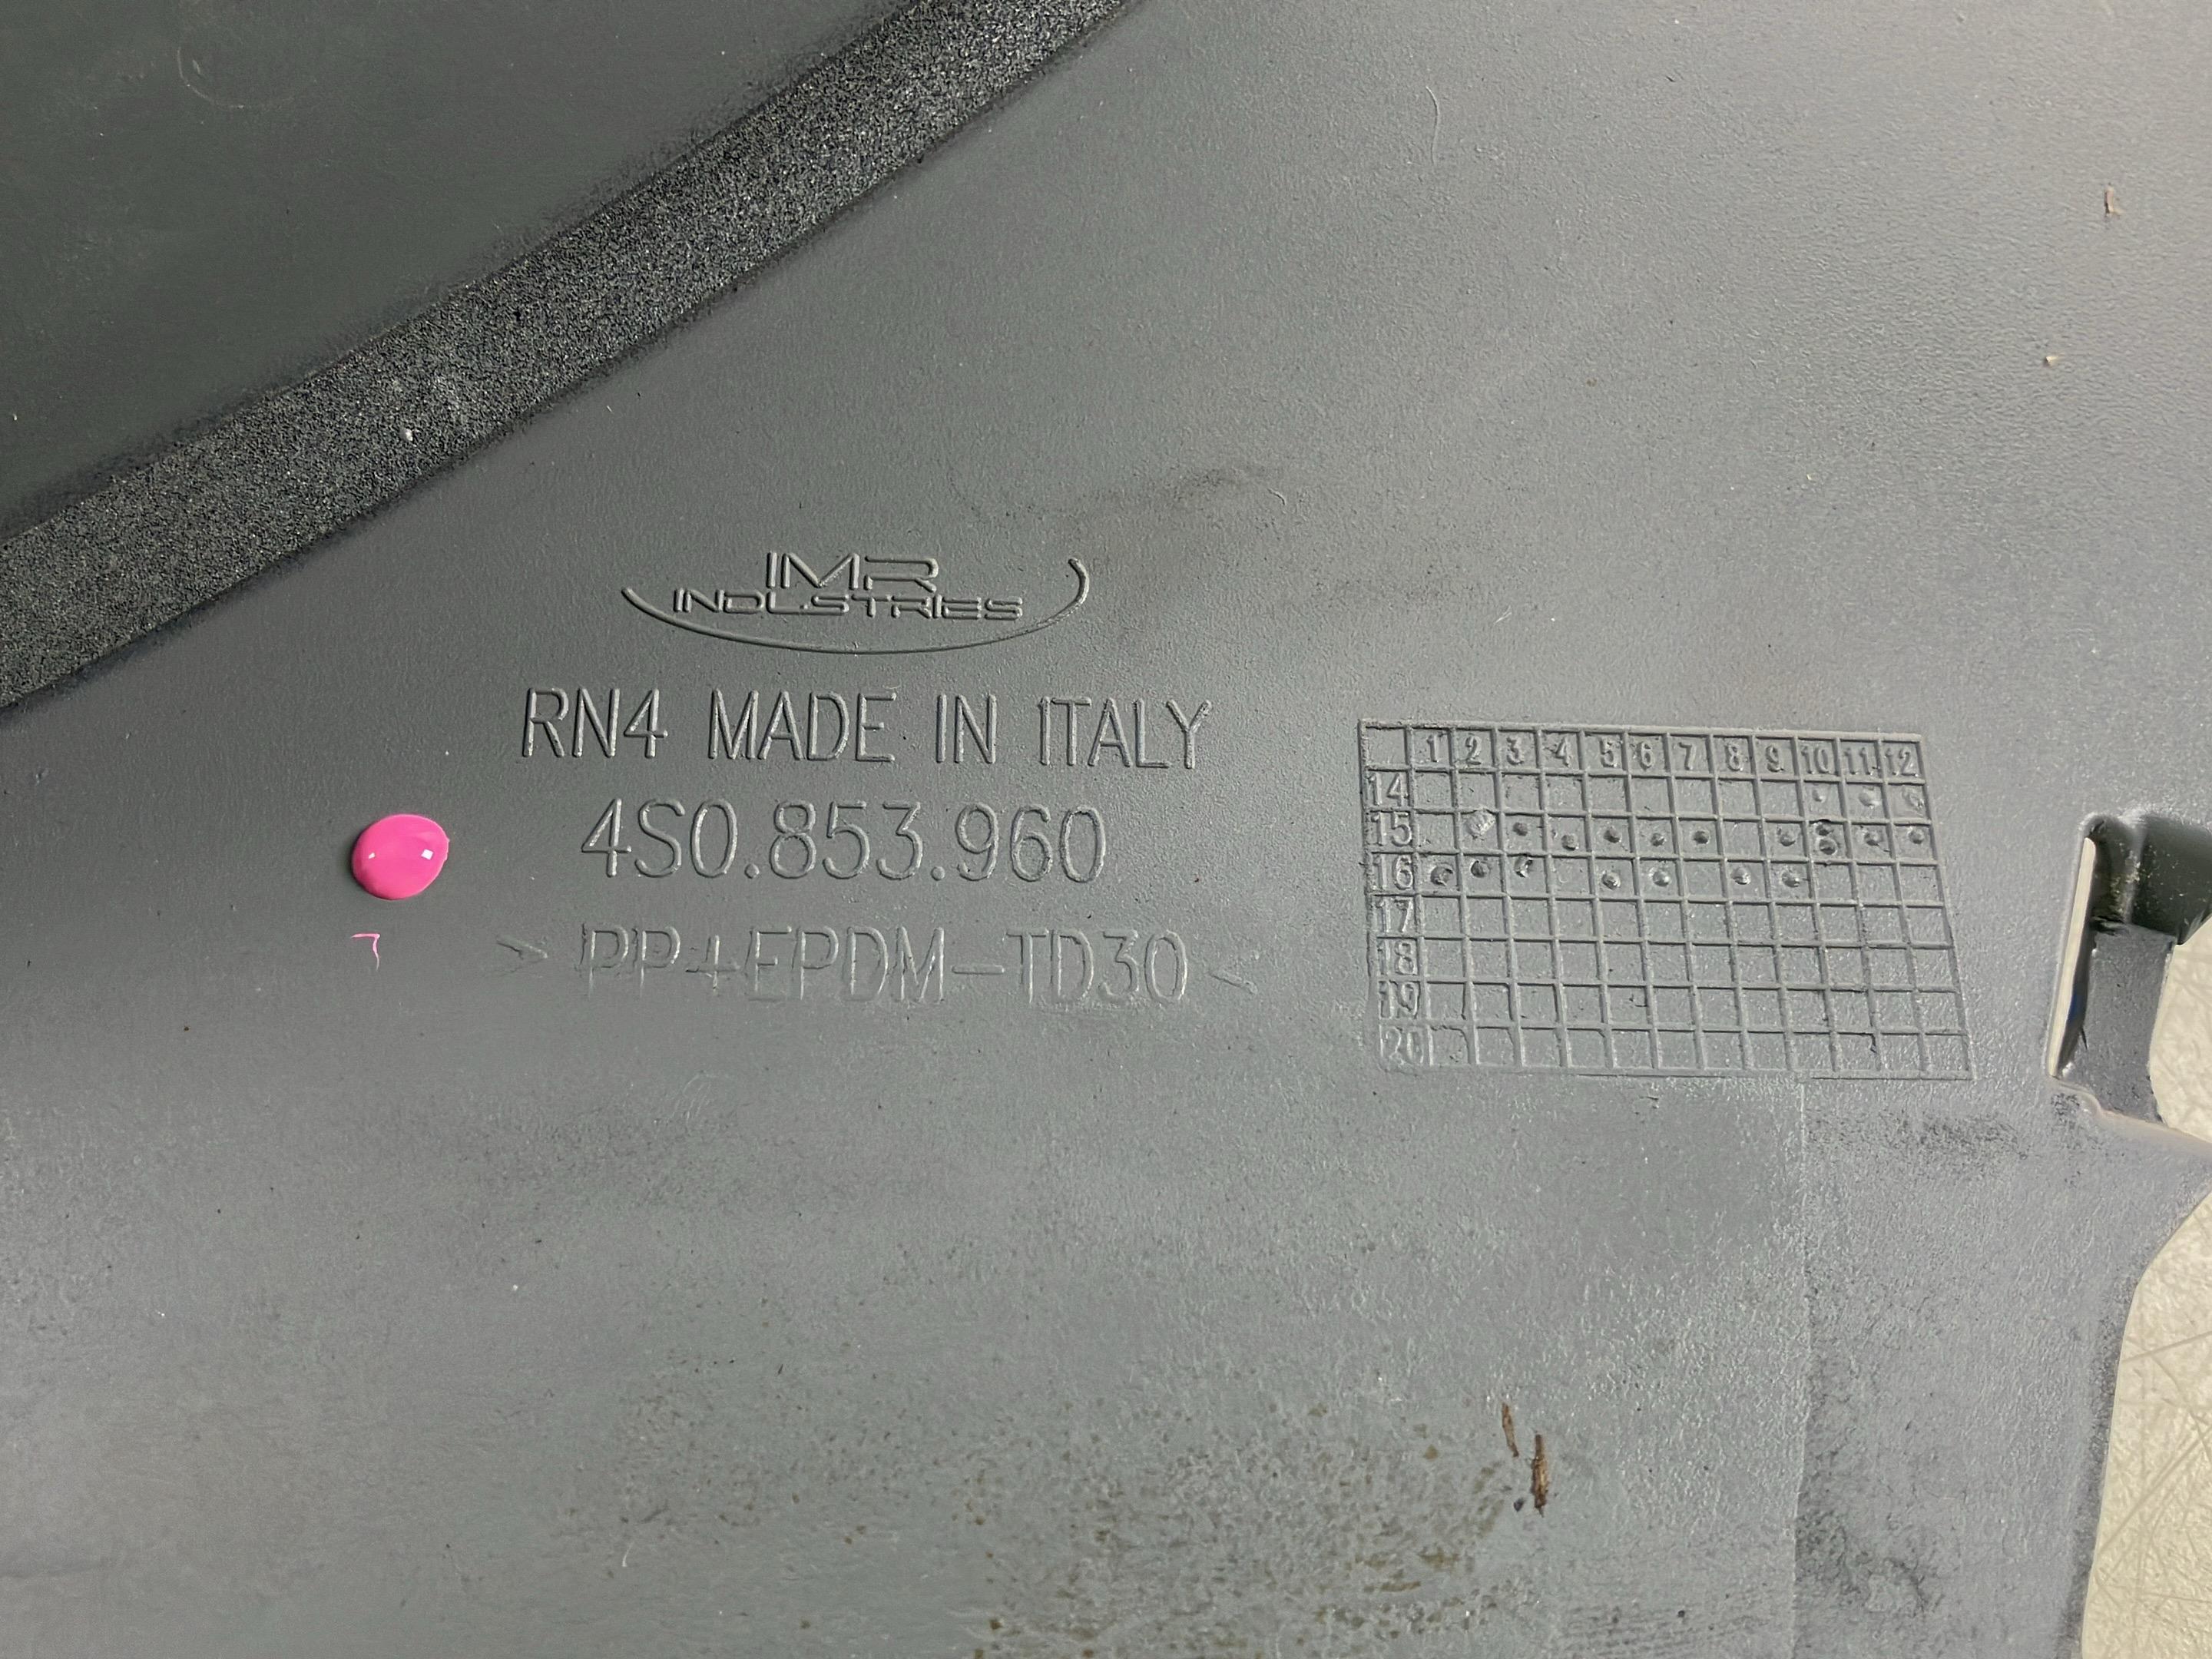 IMR
INDUSTRIES
RN4 MADE IN ITALY
4S0.853.960
> PP+EPDM-TD30 <
1 2 3 4 5 6 7 8 9 10 11 12
14
15
16
17
18
19
20